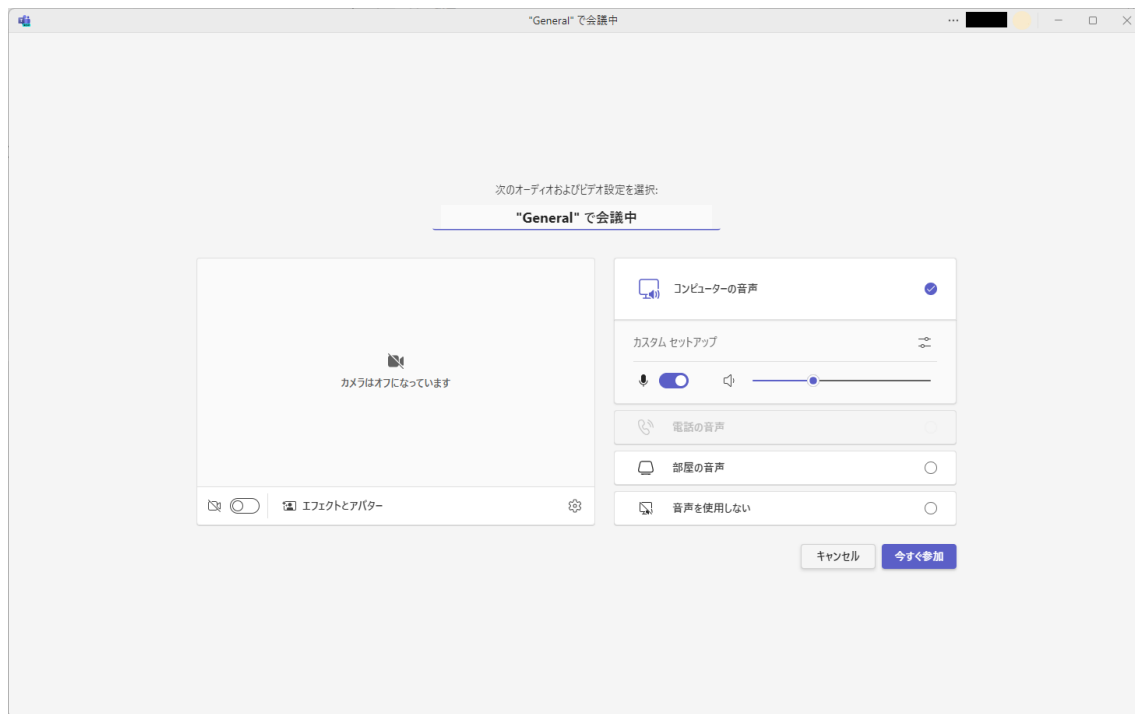 "General" で会議中
次のオーディオおよびビデオ設定を選択:
"General" で会議中
カメラはオフになっています
エフェクトとアバター
コンピューターの音声
カスタム セットアップ
電話の音声
部屋の音声
音声を使用しない
キャンセル
今すぐ参加